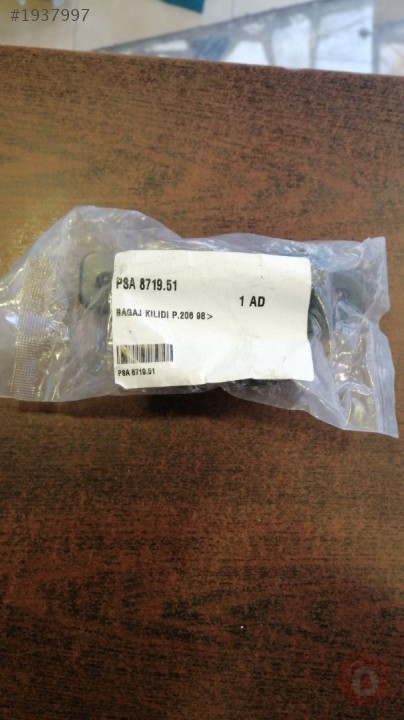 #1937997
PSA 8719.51
1 AD
BAGAJ KILIDI P.206 98>
PSA 8719.51